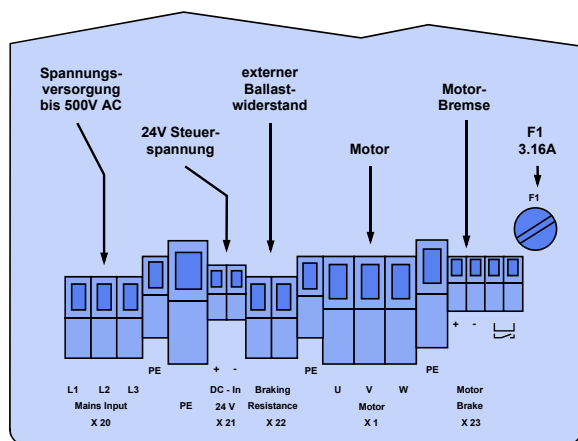 Spannungs-
versorgung
bis 500V AC
externer
Ballast-
widerstand
Motor-
Bremse
24V Steuer-
spannung
Motor
F1
3.16A
F1
PE
PE
+ -
L1 L2 L3
PE
+ -
DC - In
24 V
X 21
Braking
Resistance
X 22
U V W
PE
Mains Input
X 20
PE
Motor
X 1
Motor
Brake
X 23